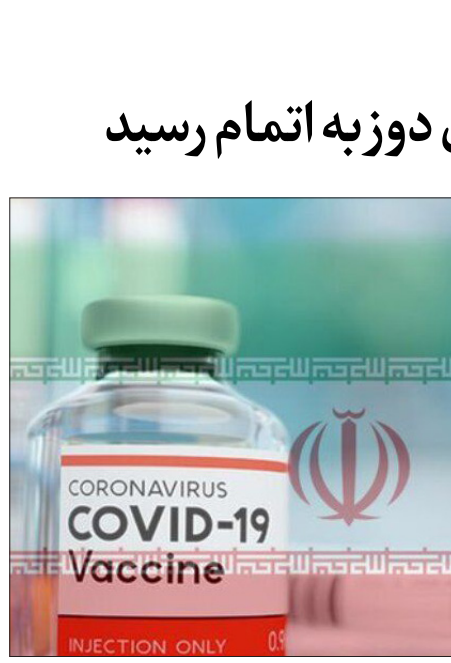 دوز به اتمام رسید
CORONAVIRUS
COVID-19
Vaccine
INJECTION ONLY